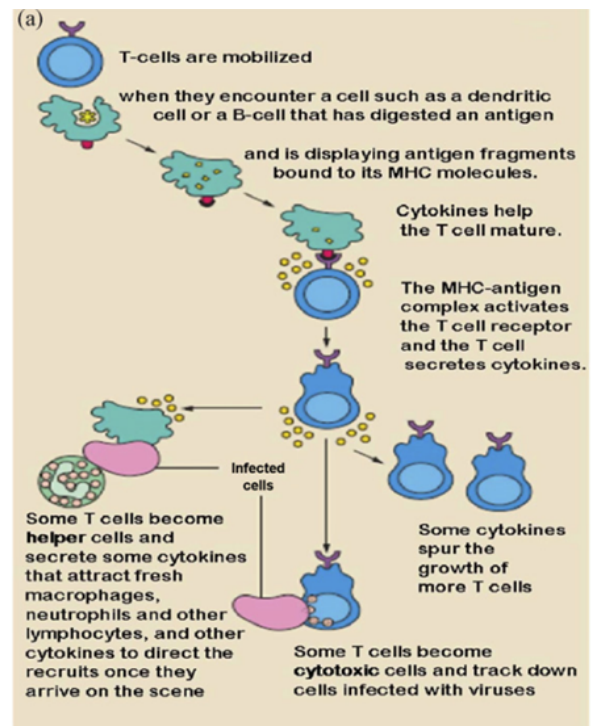 (a)
T-cells are mobilized
when they encounter a cell such as a dendritic
cell or a B-cell that has digested an antigen
and is displaying antigen fragments
bound to its MHC molecules.
Cytokines help
the T cell mature.
The MHC-antigen
complex activates
the T cell receptor
and the T cell
secretes cytokines.
Infected
cells
Some T cells become
helper cells and
secrete some cytokines
that attract fresh
macrophages,
neutrophils and other
lymphocytes, and other
cytokines to direct the
recruits once they
arrive on the scene
Some cytokines
spur the
growth of
more T cells
Some T cells become
cytotoxic cells and track down
cells infected with viruses